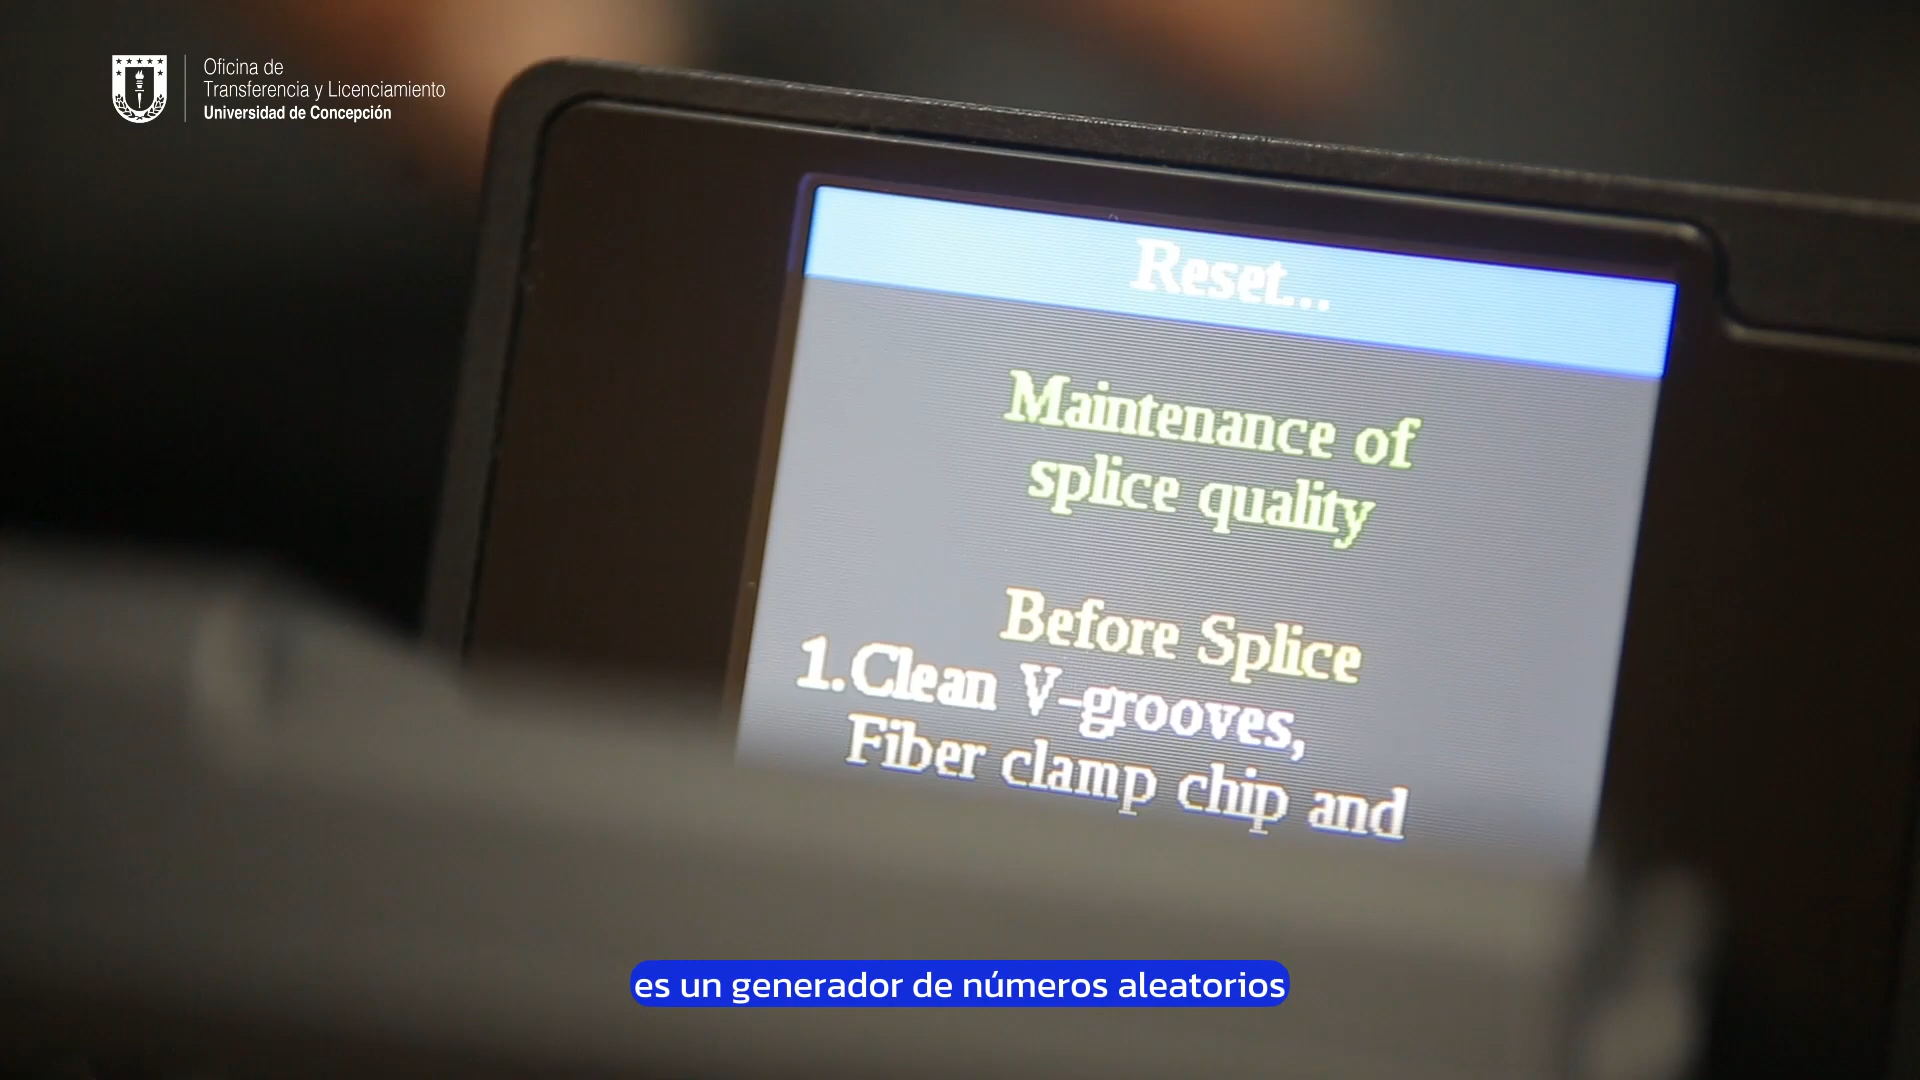 Oficina de
Transferencia y Licenciamiento
Universidad de Concepción
Reset...
Maintenance of
splice quality
Before Splice
1.Clean V-grooves,
Fiber clamp chip and
es un generador de números aleatorios